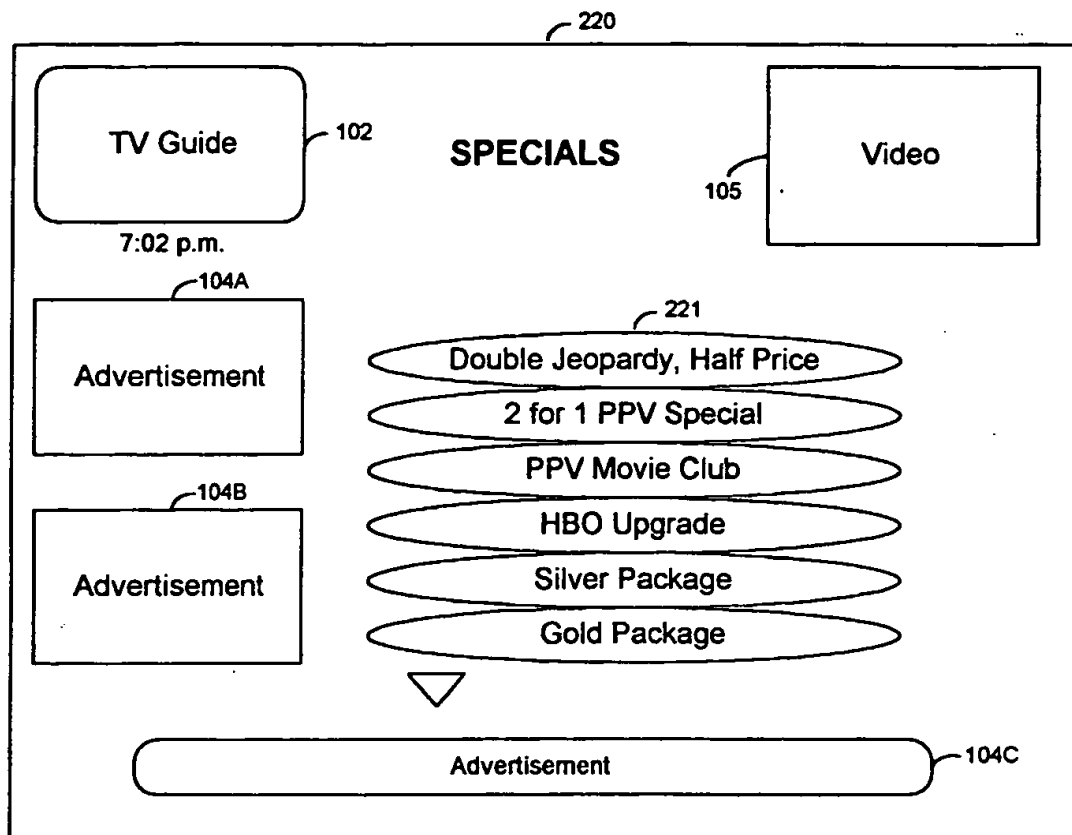 220
TV Guide
102
SPECIALS
105
Video
7:02 p.m.
104A
Advertisement
221
Double Jeopardy, Half Price
2 for 1 PPV Special
PPV Movie Club
HBO Upgrade
Silver Package
Gold Package
104B
Advertisement
Advertisement
104C